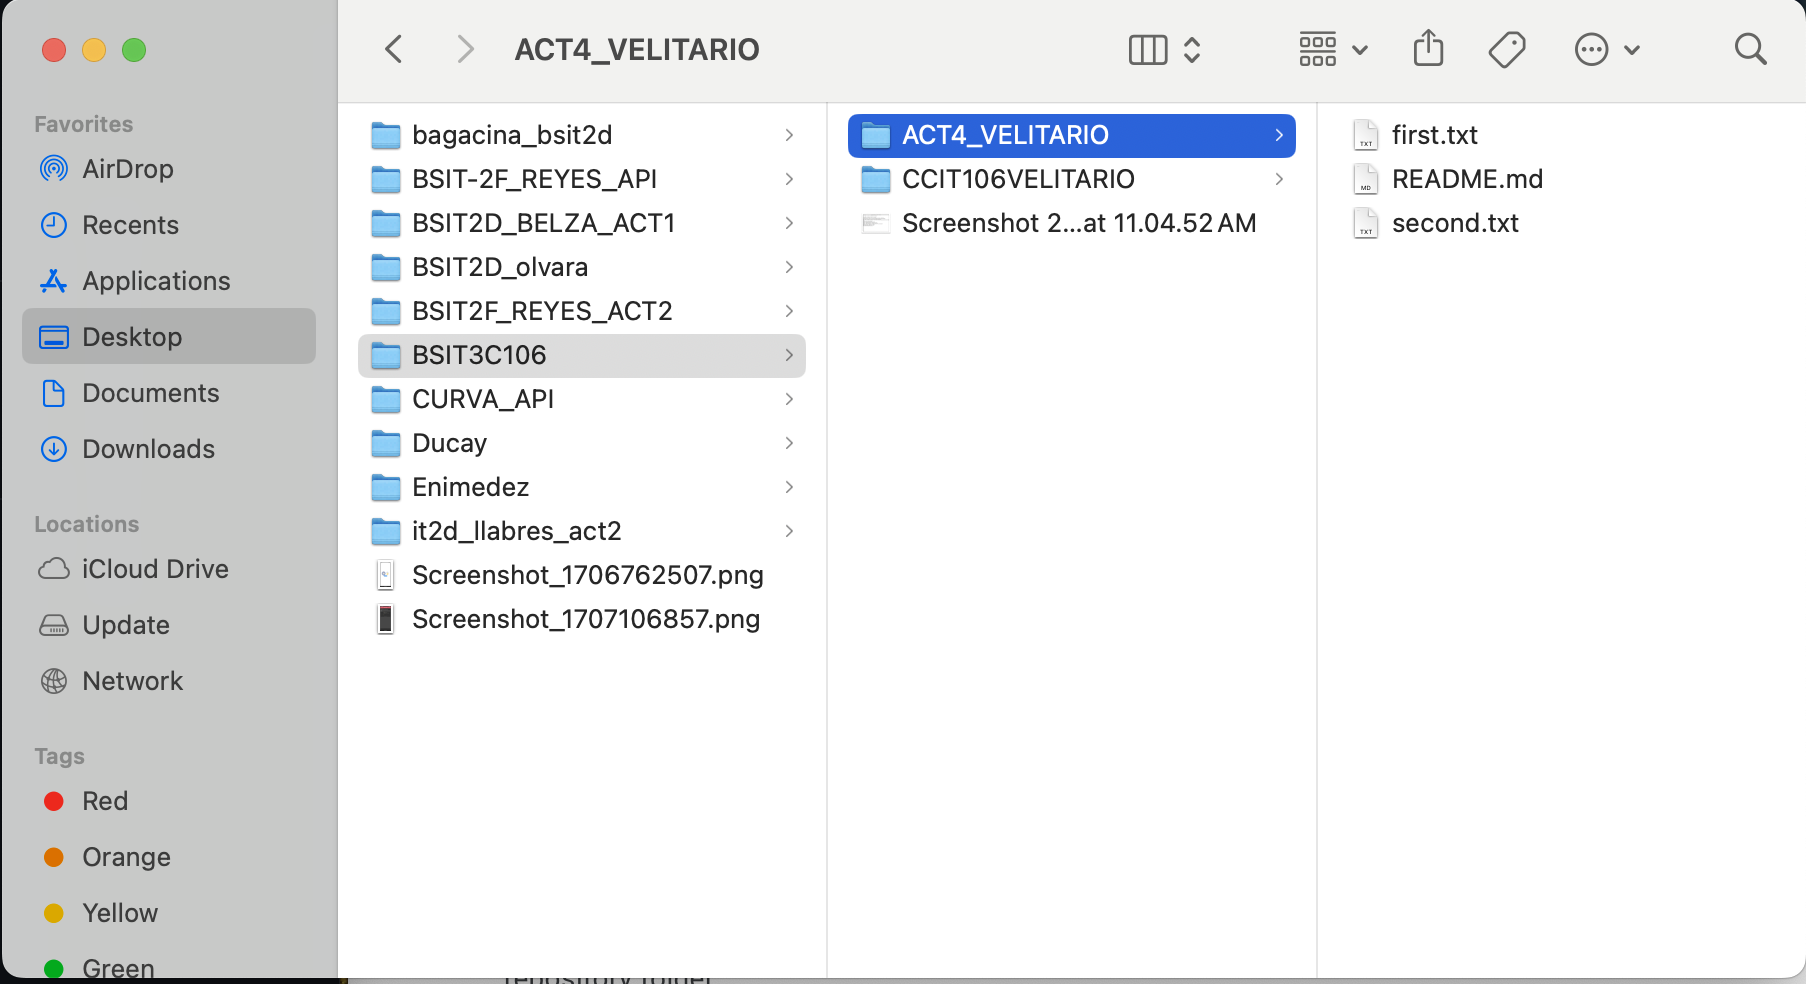 ACT4_VELITARIO
Favorites
AirDrop
Recents
Applications
Desktop
Documents
Downloads
Locations
iCloud Drive
Update
Network
Tags
Red
Orange
Yellow
Green
bagacina_bsit2d
BSIT-2F_REYES_API
BSIT2D_BELZA_ACT1
BSIT2D_olvara
BSIT2F_REYES_ACT2
BSIT3C106
CURVA_API
Ducay
Enimedez
it2d_llabres_act2
Screenshot_1706762507.png
Screenshot_1707106857.png
ACT4_VELITARIO
CCIT106VELITARIO
Screenshot 2...at 11.04.52 AM
TXT first.txt
MD README.md
TXT second.txt
repository folder